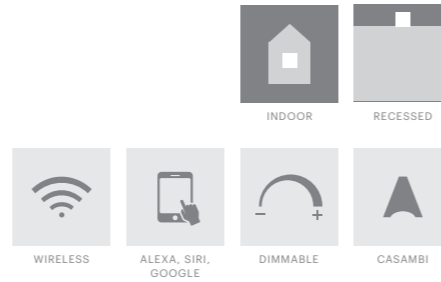 INDOOR
RECESSED
WIRELESS
ALEXA, SIRI,
GOOGLE
DIMMABLE
CASAMBI